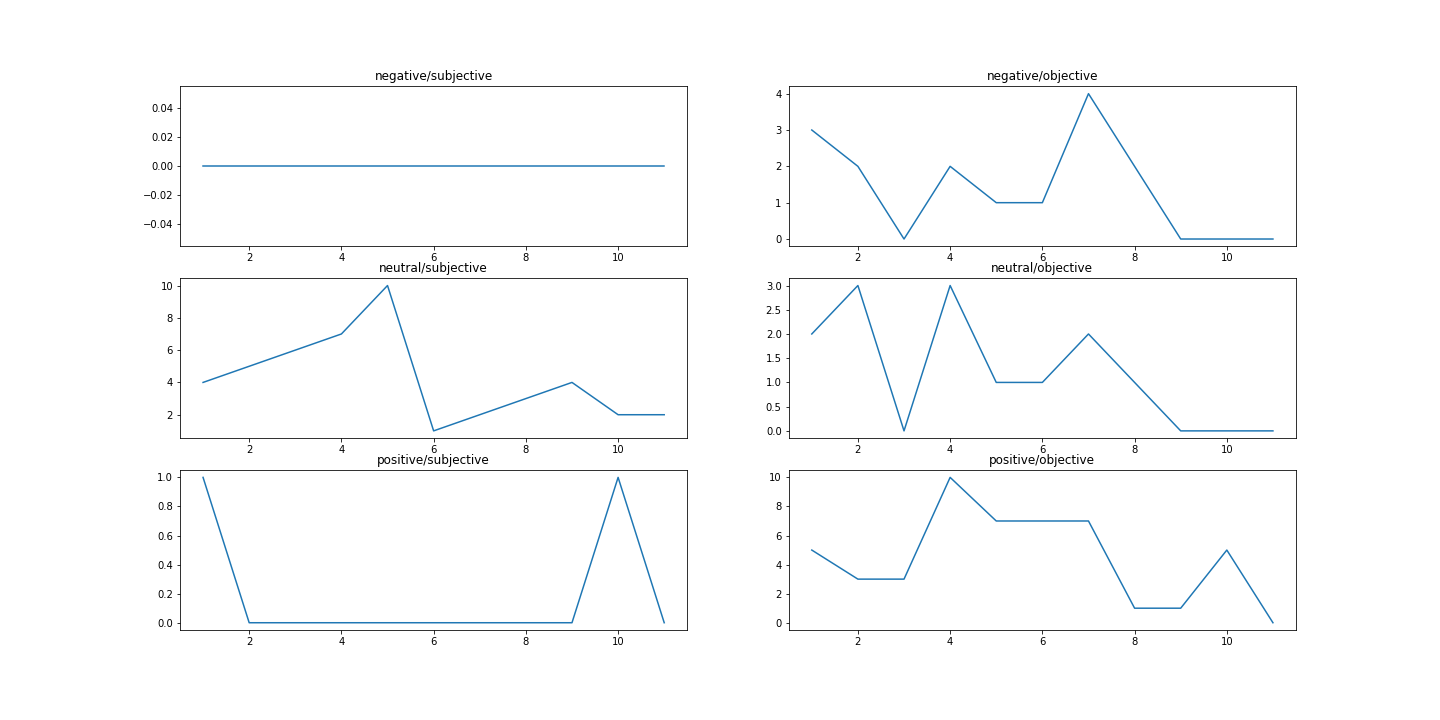 negative/subjective
0.04
0.02
0.00
−0.02
−0.04
2 4 6 8 10
negative/objective
4
3
2
1
0
2 4 6 8 10
neutral/subjective
10
8
6
4
2
2 4 6 8 10
neutral/objective
3.0
2.5
2.0
1.5
1.0
0.5
0.0
2 4 6 8 10
positive/subjective
1.0
0.8
0.6
0.4
0.2
0.0
2 4 6 8 10
positive/objective
10
8
6
4
2
0
2 4 6 8 10